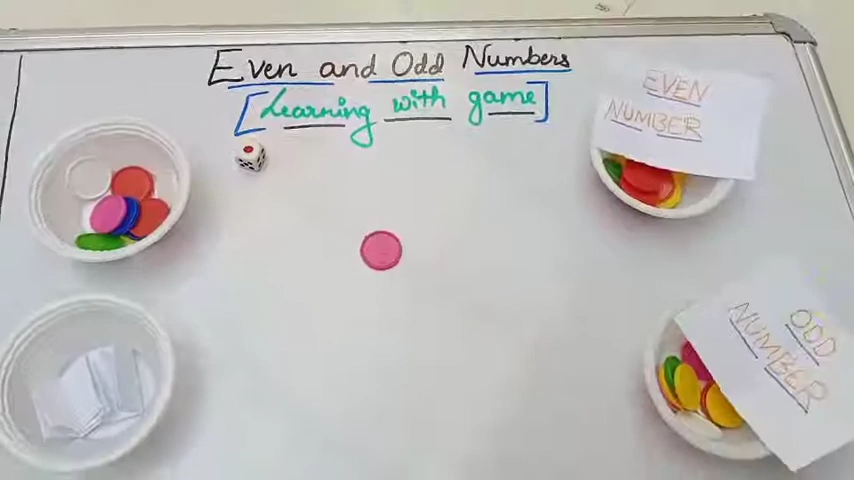 Even and Odd Numbers
[Learning with game]
EVEN
NUMBER
ODD
NUMBER